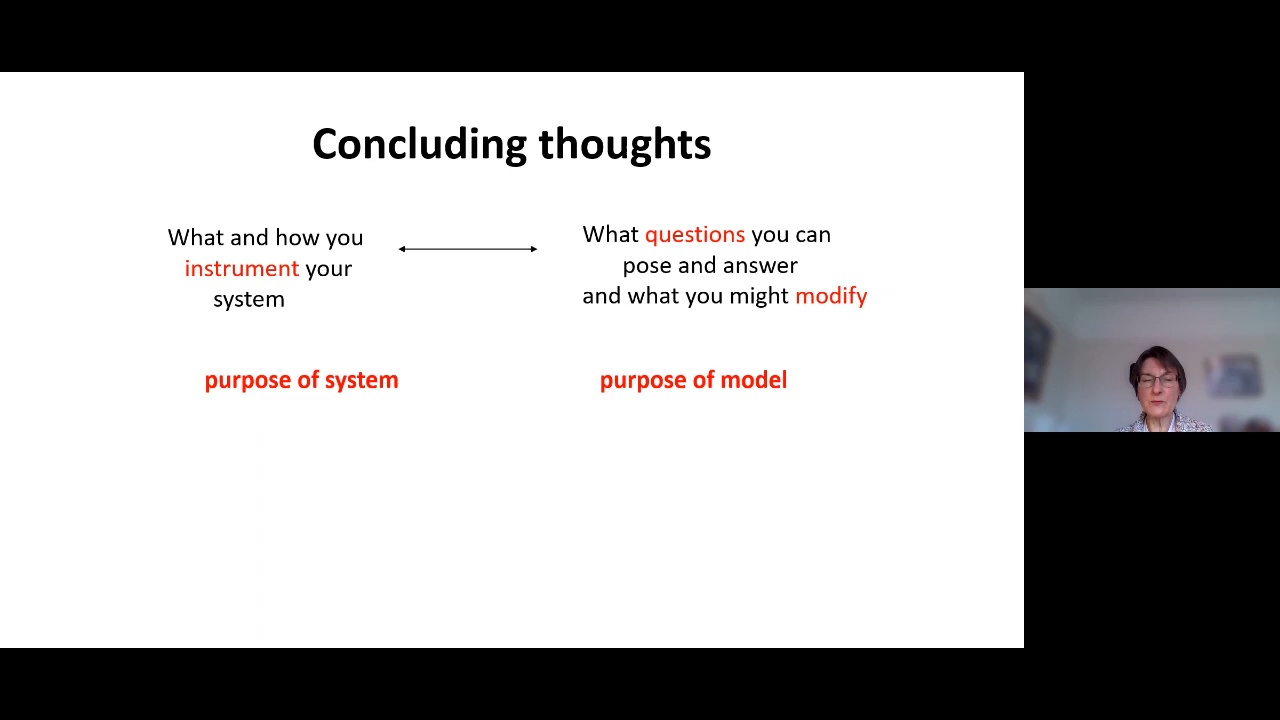 Concluding thoughts
What and how you
instrument your
system
What questions you can
pose and answer
and what you might modify
purpose of system
purpose of model